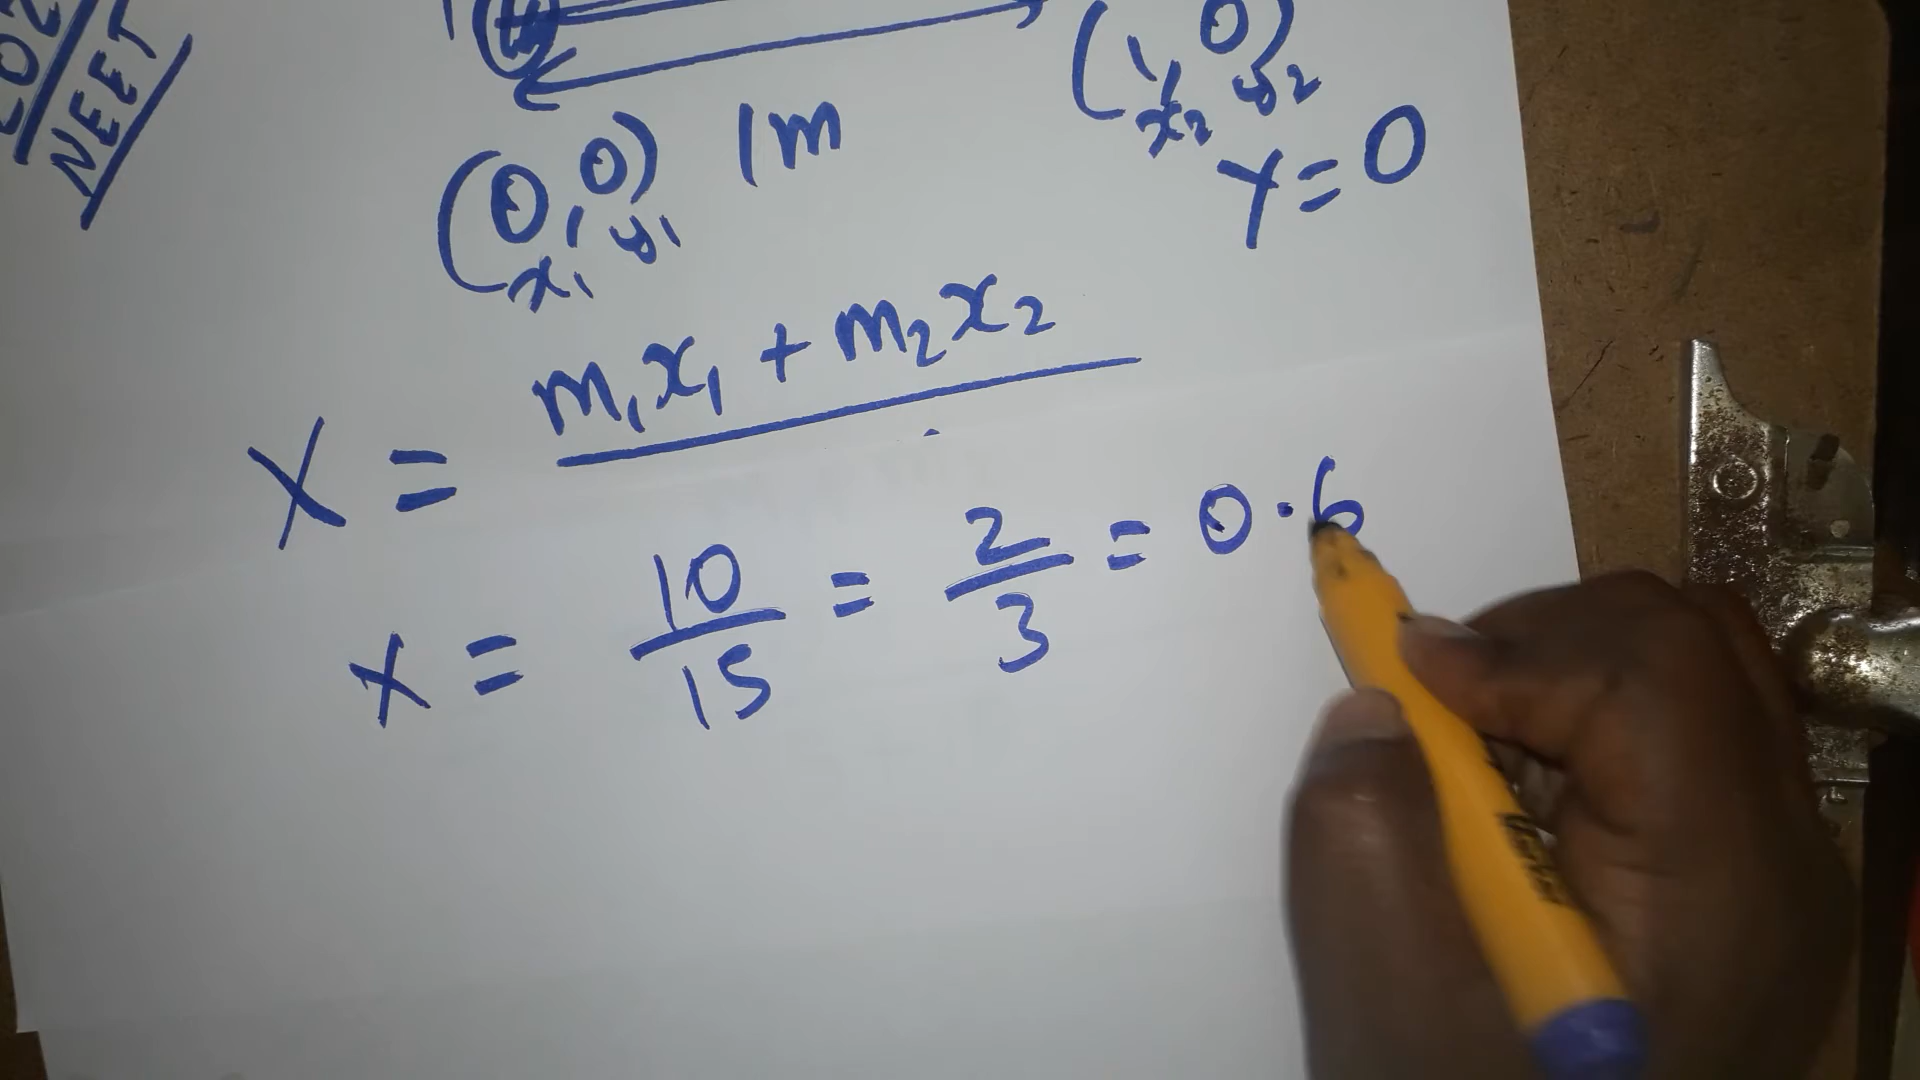 NEET
(1, 0)
x2 y2
(0, 0) 1m
x1 y1
Y=0
X = m1x1 + m2x2
x = 10/15 = 2/3 = 0.6